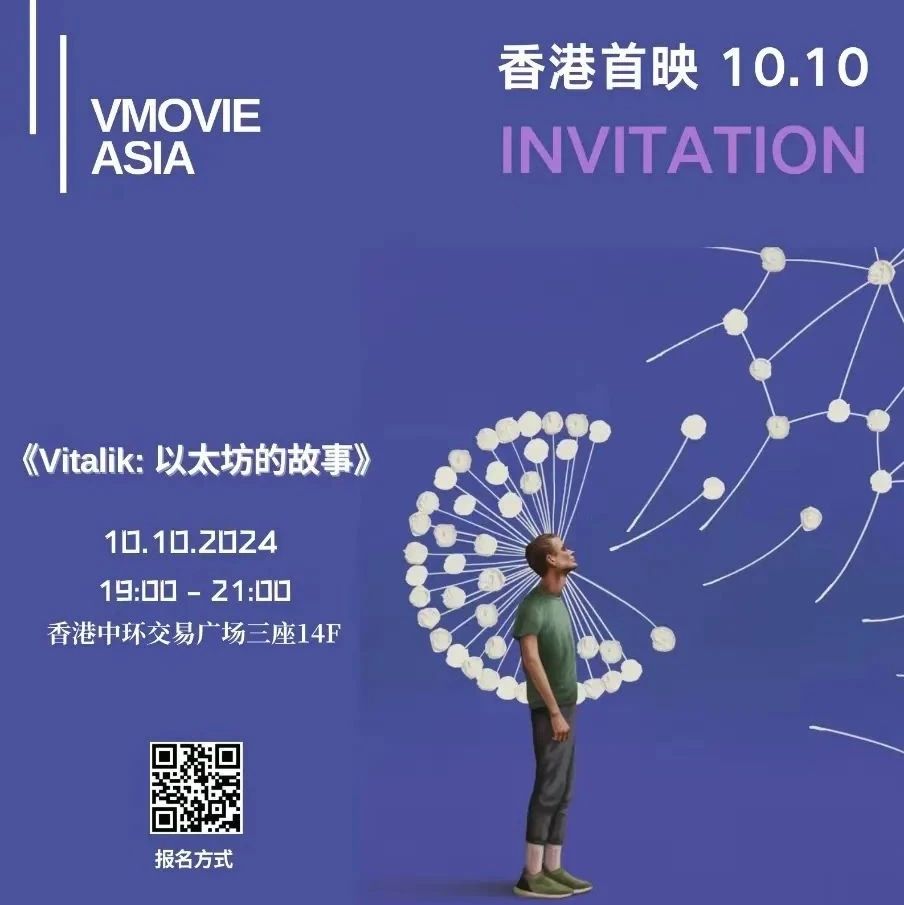 VMOVIE
ASIA
香港首映 10.10
INVITATION
《Vitalik: 以太坊的故事》
10.10.2024
19:00 - 21:00
香港中环交易广场三座14F
报名方式